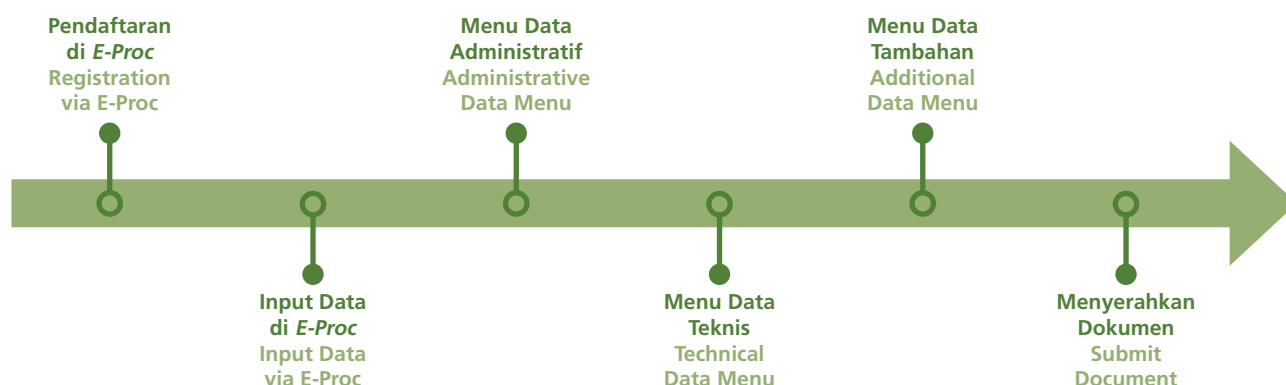 Pendaftaran
di E-Proc
Registration
via E-Proc
Input Data
di E-Proc
Input Data
via E-Proc
Menu Data
Administratif
Administrative
Data Menu
Menu Data
Teknis
Technical
Data Menu
Menu Data
Tambahan
Additional
Data Menu
Menyerahkan
Dokumen
Submit
Document